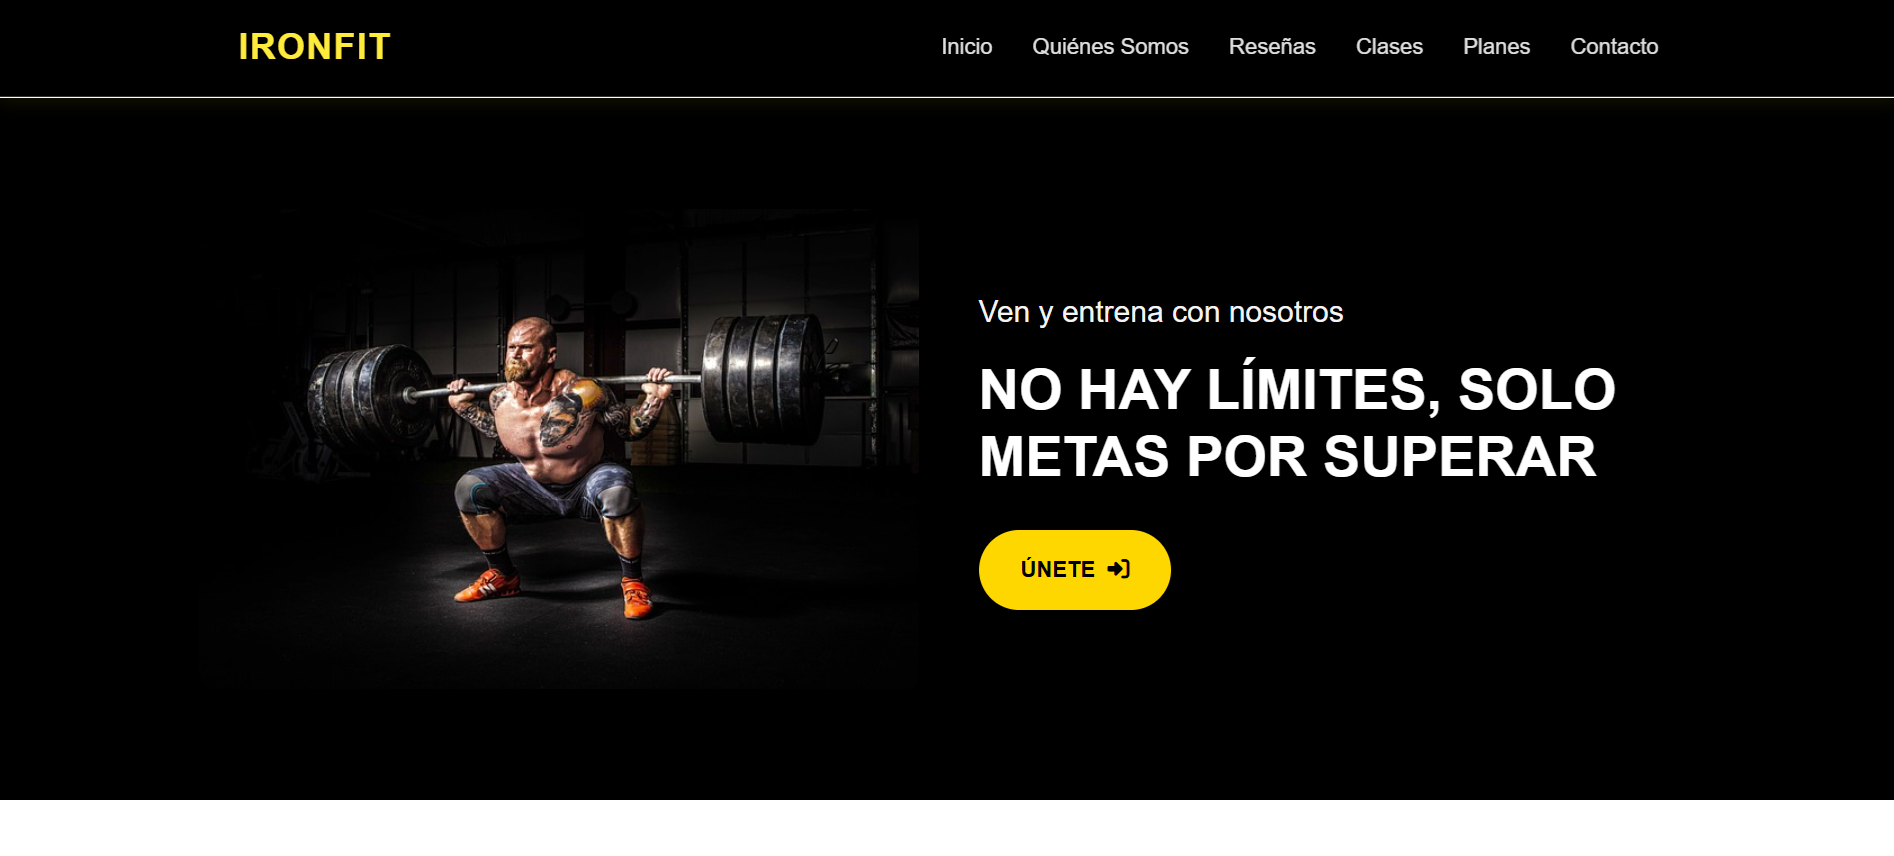 IRONFIT
Inicio Quiénes Somos Reseñas Clases Planes Contacto
Ven y entrena con nosotros
NO HAY LÍMITES, SOLO
METAS POR SUPERAR
ÚNETE